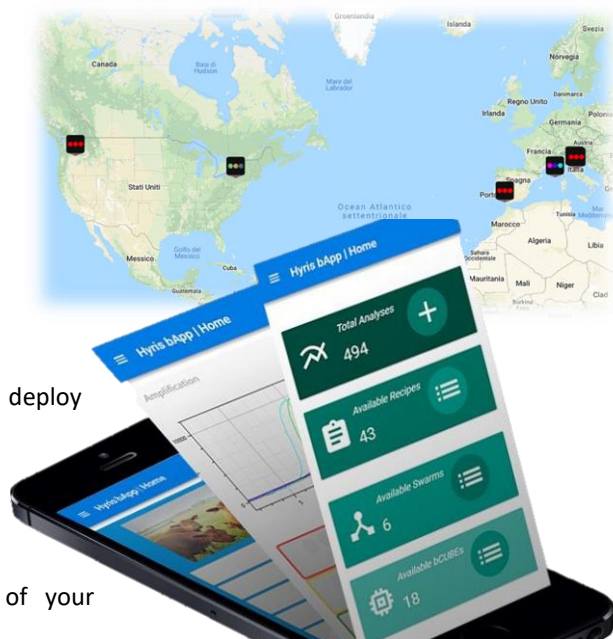 Groenlandia
Islanda
Svezia
Norvegia
Canada
Baia di
Hudson
Mare del
Labrador
Danimarca
Regno Unito
Irlanda
Polonia
Germania
Austria
Francia
Italia
Spagna
Stati Uniti
Ocean Atlantico
settentrionale
Tunisia
Marocco
Golfo del
Messico
Messico
Cuba
Guatemala
Algeria
Libia
Sahara
Occidentale
Mauritania
Mali
Niger
Burkina
Hyris bApp | Home
Total Analyses
494
Available Recipes
43
Available Swarms
6
Available bCUBEs
18
Hyris bApp | Home
Amplification
Hyris bApp | Home
deploy
of your